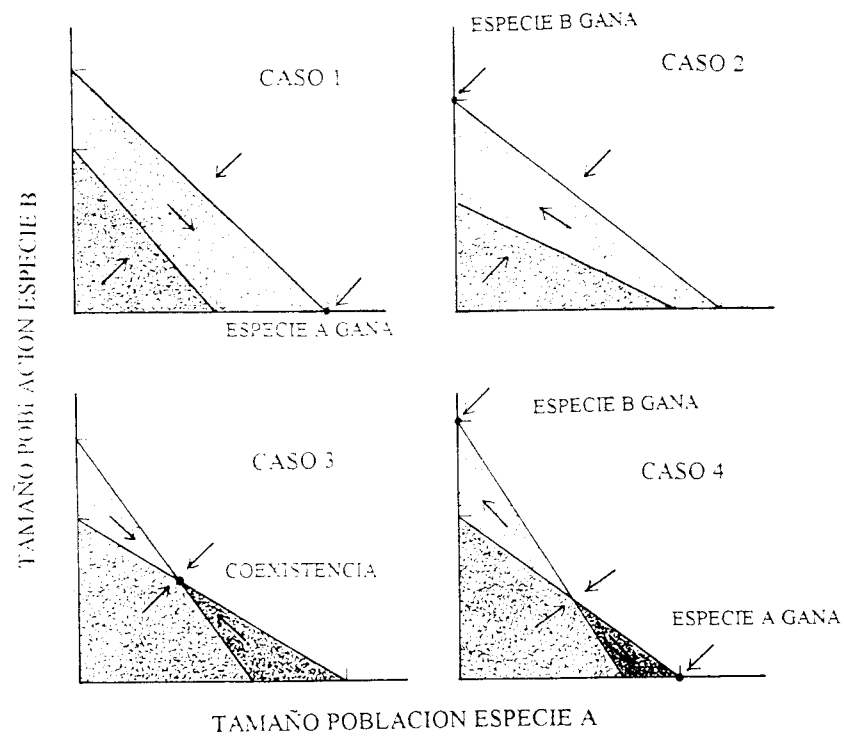 ESPECIE B GANA
CASO 1
CASO 2
ESPECIE A GANA
TAMAÑO POBLACION ESPECIE B
ESPECIE B GANA
CASO 3
CASO 4
COEXISTENCIA
ESPECIE A GANA
TAMAÑO POBLACION ESPECIE A